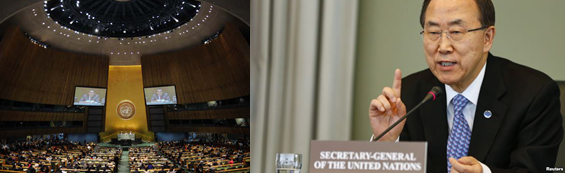 SECRETARY-GENERAL OF
THE UNITED NATIONS
Reuters